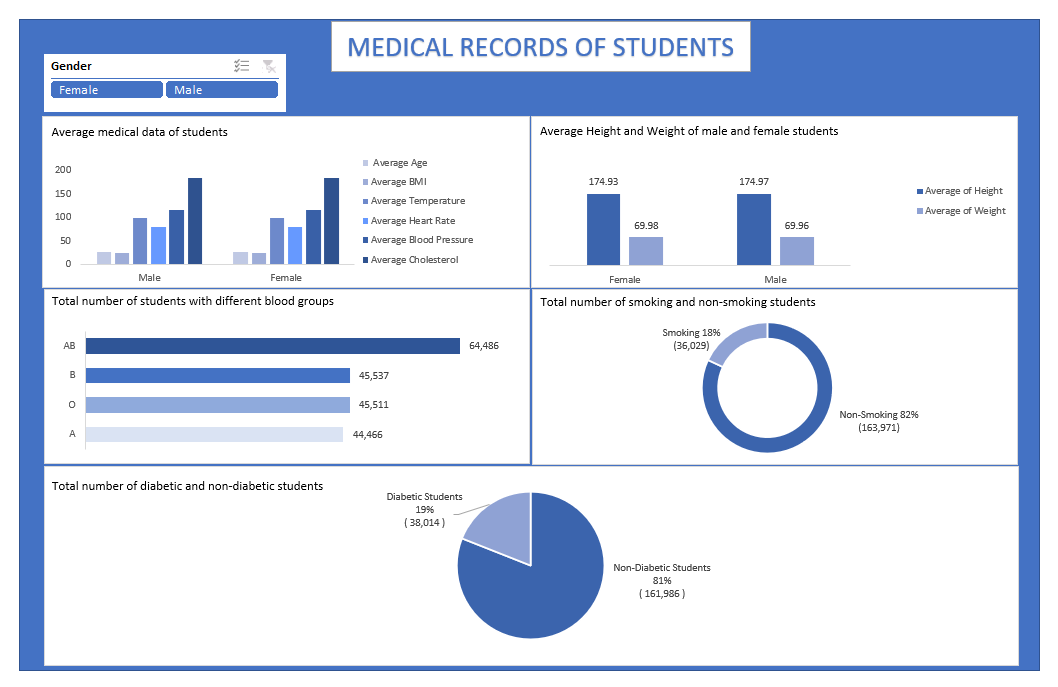 MEDICAL RECORDS OF STUDENTS
Gender
Female
Male
Average medical data of students
200
150
100
50
0
Male
Female
Average Age
Average BMI
Average Temperature
Average Heart Rate
Average Blood Pressure
Average Cholesterol
Average Height and Weight of male and female students
174.93
69.98
174.97
69.96
Female
Male
Average of Height
Average of Weight
Total number of students with different blood groups
AB
64,486
B
45,537
O
45,511
A
44,466
Total number of smoking and non-smoking students
Smoking 18%
(36,029)
Non-Smoking 82%
(163,971)
Total number of diabetic and non-diabetic students
Diabetic Students
19%
( 38,014 )
Non-Diabetic Students
81%
( 161,986 )